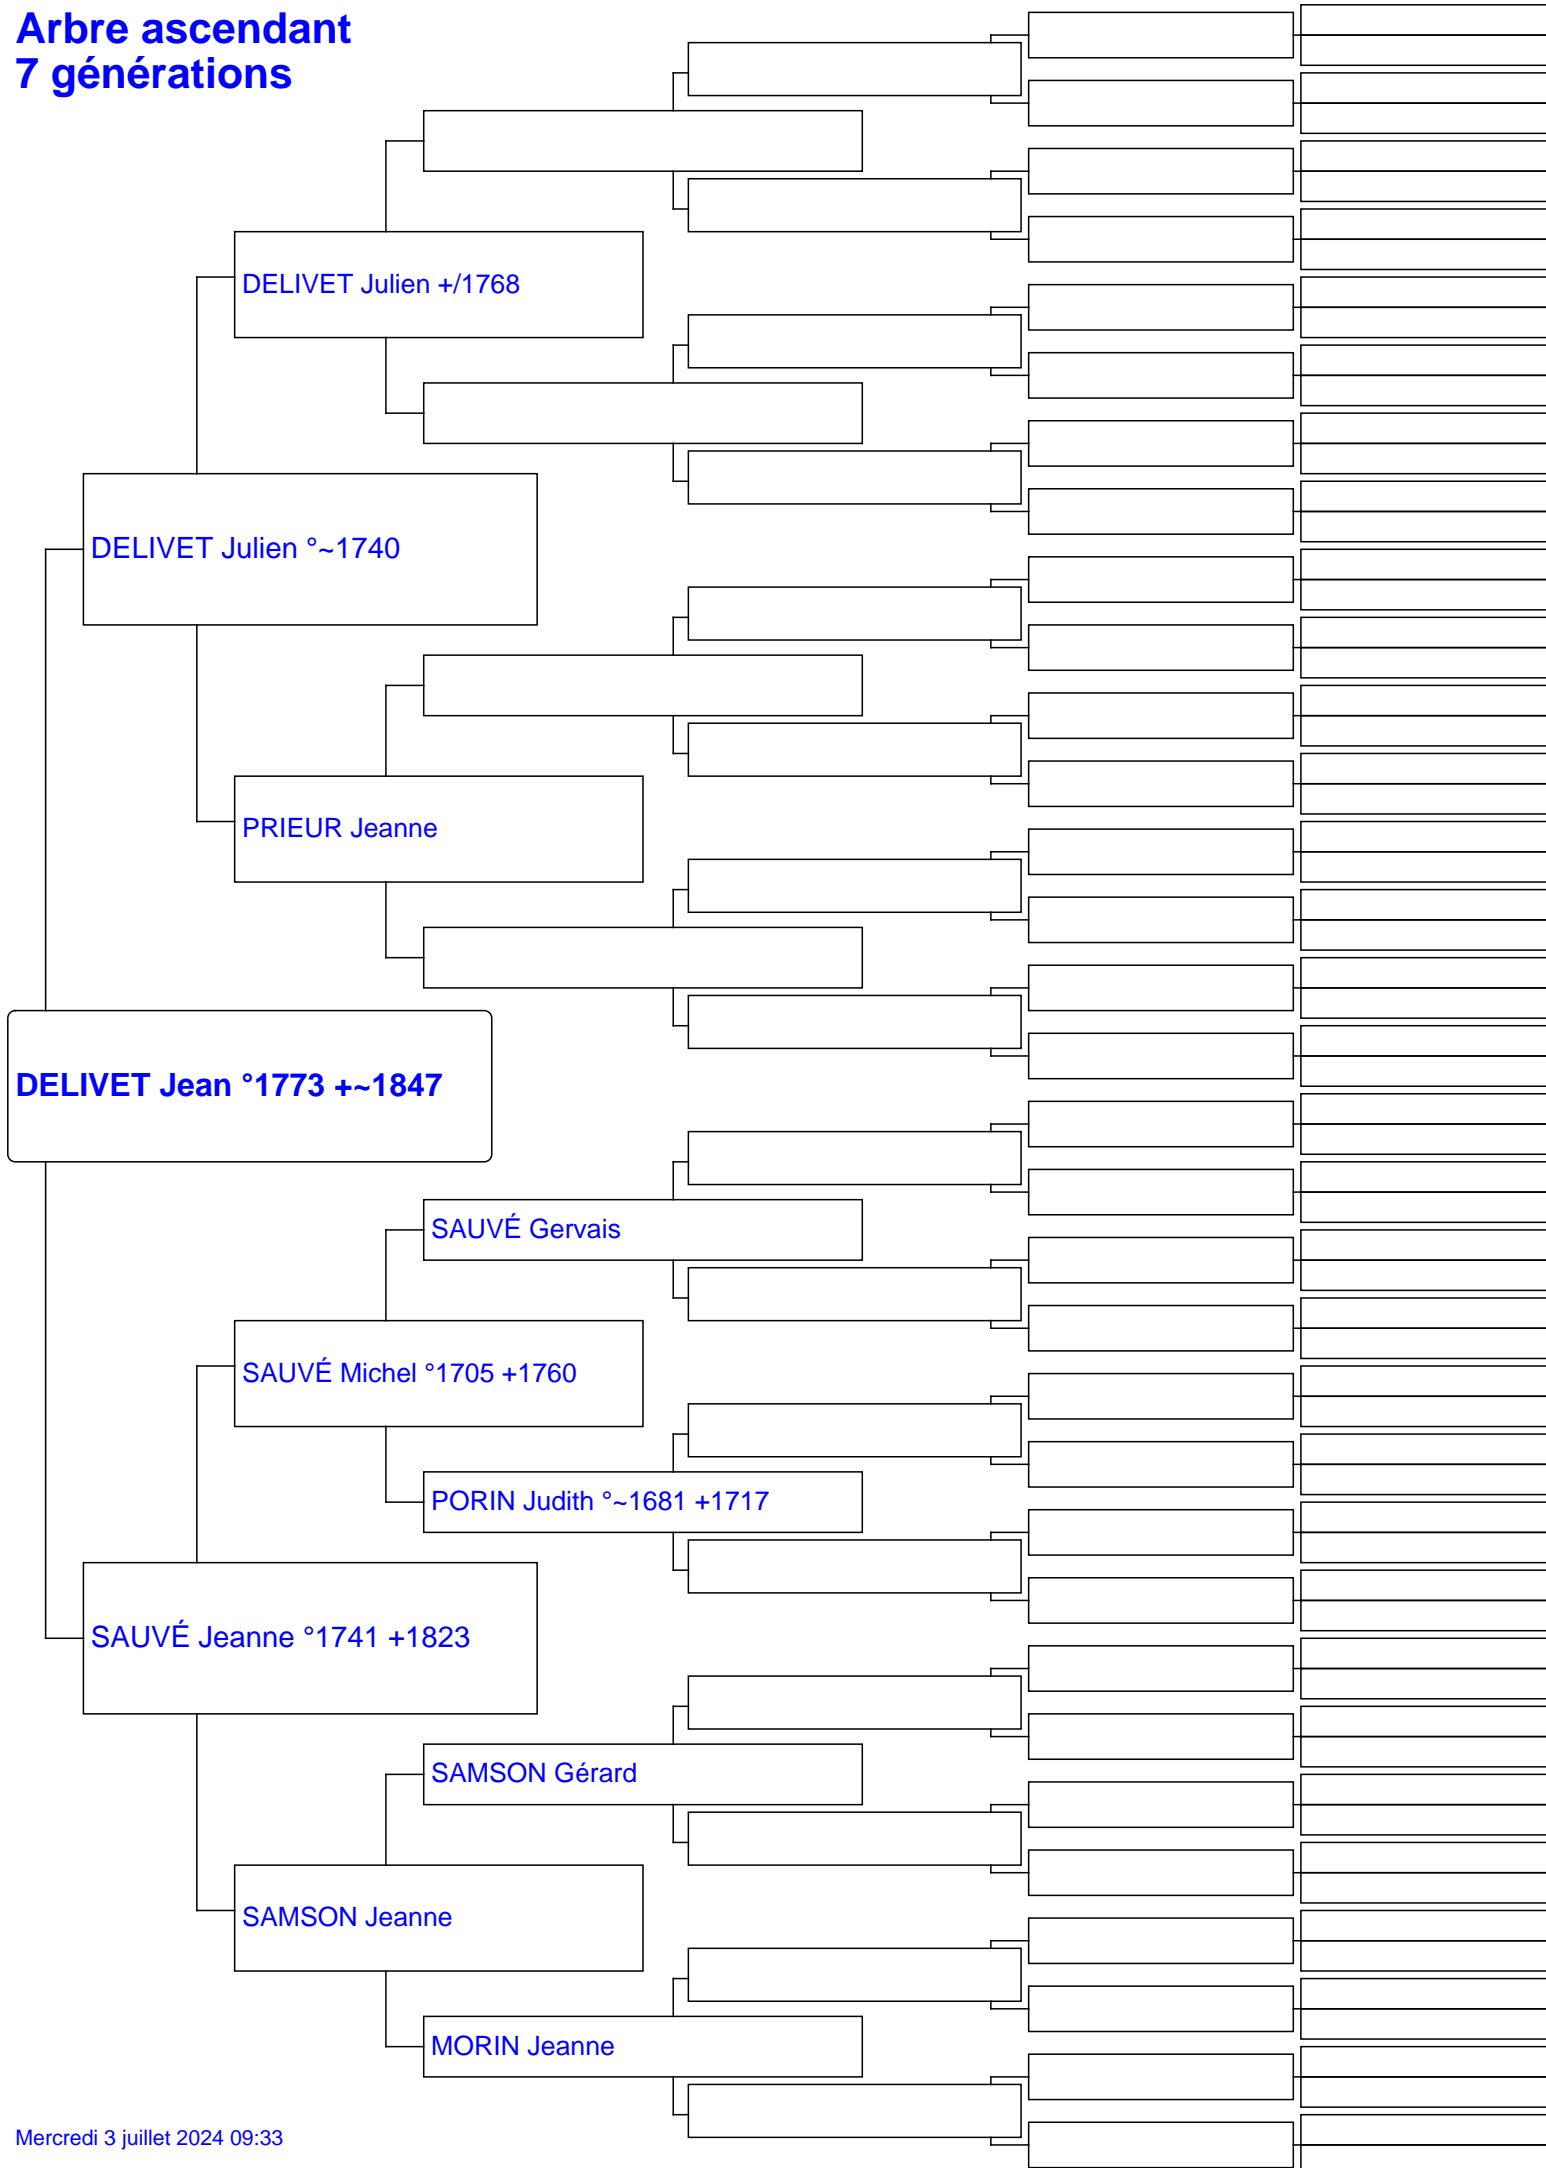 Arbre ascendant
7 générations
DELIVET Julien +/1768
DELIVET Julien °~1740
PRIEUR Jeanne
DELIVET Jean °1773 +~1847
SAUVÉ Gervais
SAUVÉ Michel °1705 +1760
PORIN Judith °~1681 +1717
SAUVÉ Jeanne °1741 +1823
SAMSON Gérard
SAMSON Jeanne
MORIN Jeanne
Mercredi 3 juillet 2024 09:33